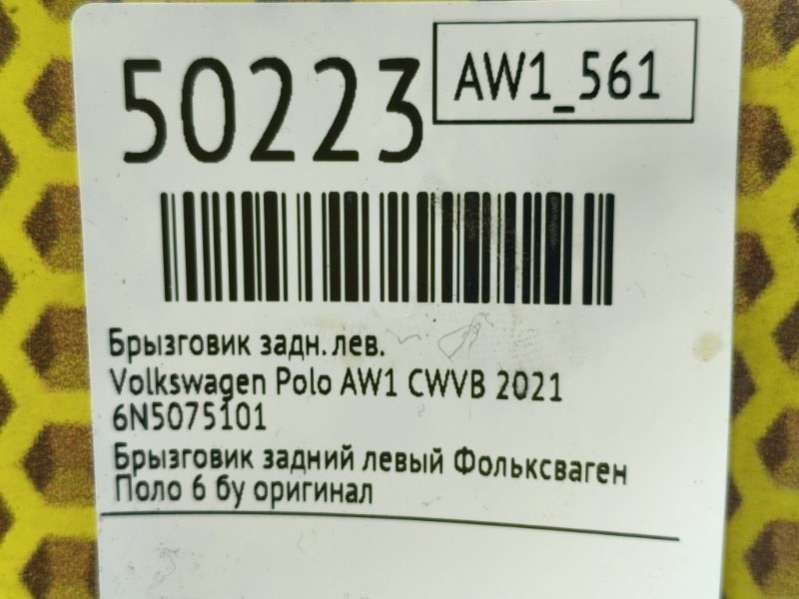 50223
AW1_561
Брызговик задн. лев.
Volkswagen Polo AW1 CWVB 2021
6N5075101
Брызговик задний левый Фольксваген
Поло 6 бу оригинал